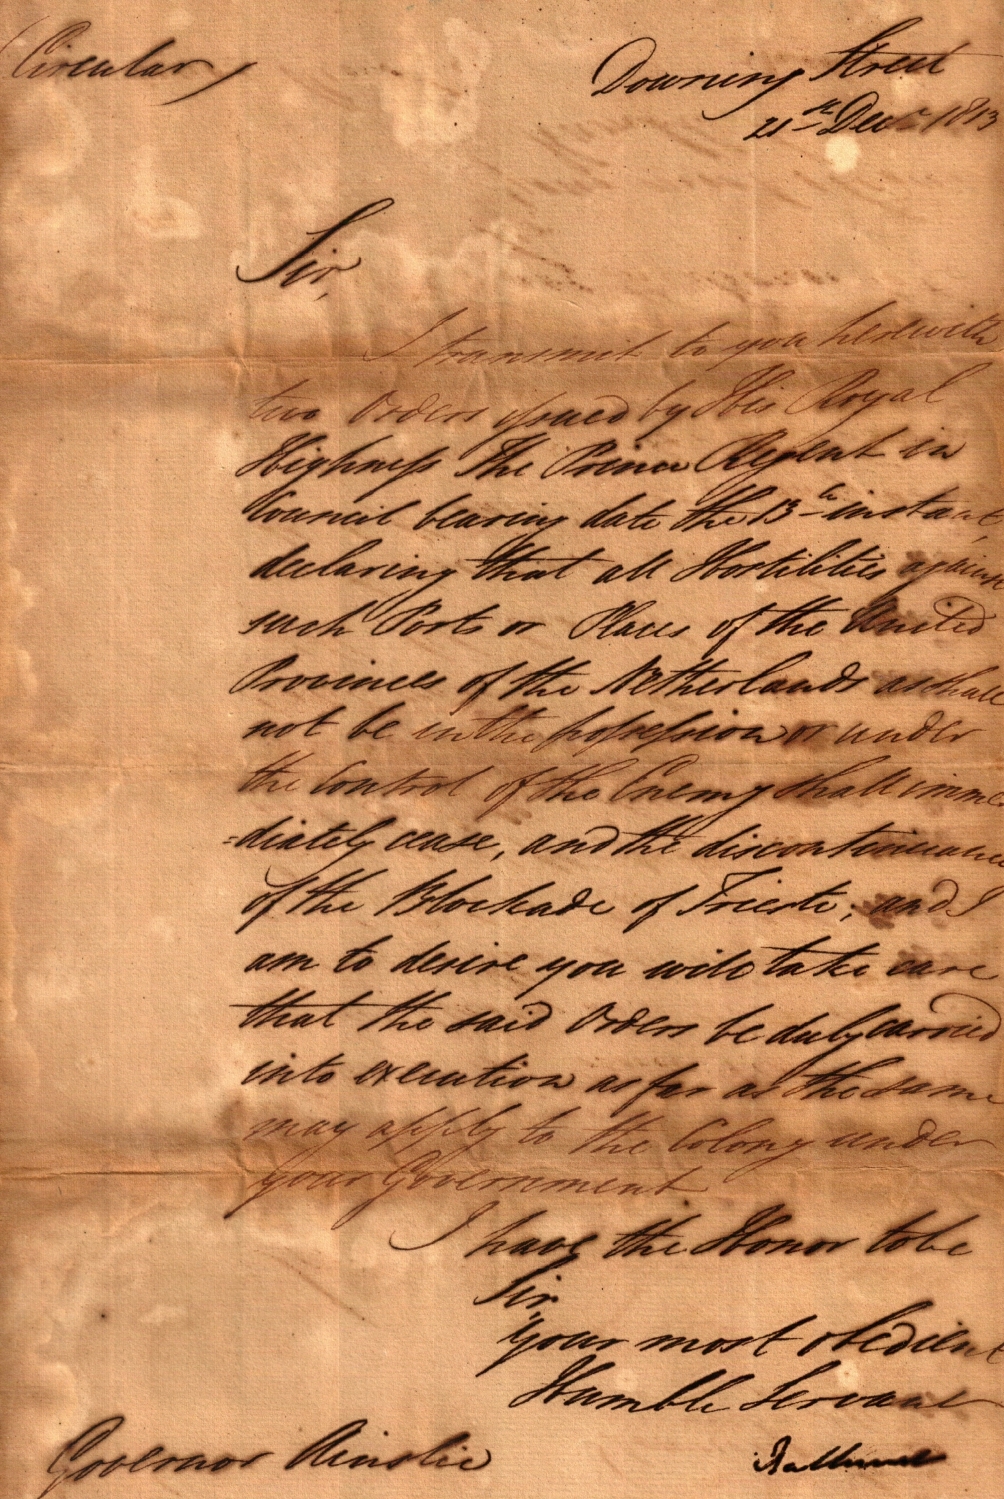 (Circular)
Downing Street
21st Decr 1813
Sir,
I transmit to you herewith
two Orders issued by His Royal
Highness The Prince Regent in
Council bearing date the 13th instant,
declaring that all Hostilities against
such Ports or Places of the United
Provinces of the Netherlands as shall
not be in the possession or under
the Control of the Enemy shall imme
-diately cease, and the discontinuance
of the Blockade of Trieste; and I
am to desire you will take care
that the said Orders be duly carried
into execution as far as the same
may apply to the Colony under
your Government
I have the Honor to be
Sir,
Your most obedient
Humble Servant
Bathurst
Governor Ainslie